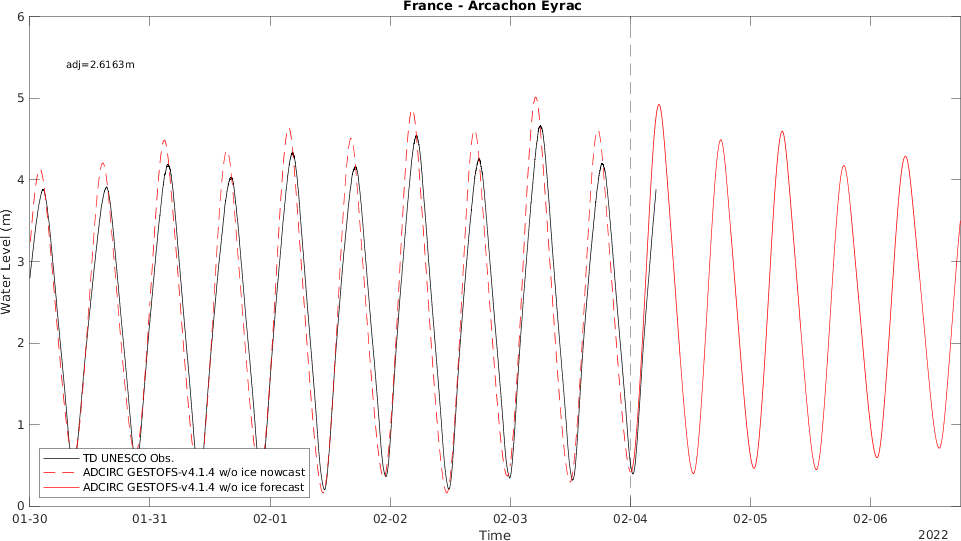 France - Arcachon Eyrac
adj=2.6163m
6
5
4
3
2
1
0
Water Level (m)
TD UNESCO Obs.
ADCIRC GESTOFS-v4.1.4 w/o ice nowcast
ADCIRC GESTOFS-v4.1.4 w/o ice forecast
01-30 01-31 02-01 02-02 02-03 02-04 02-05 02-06
Time
2022